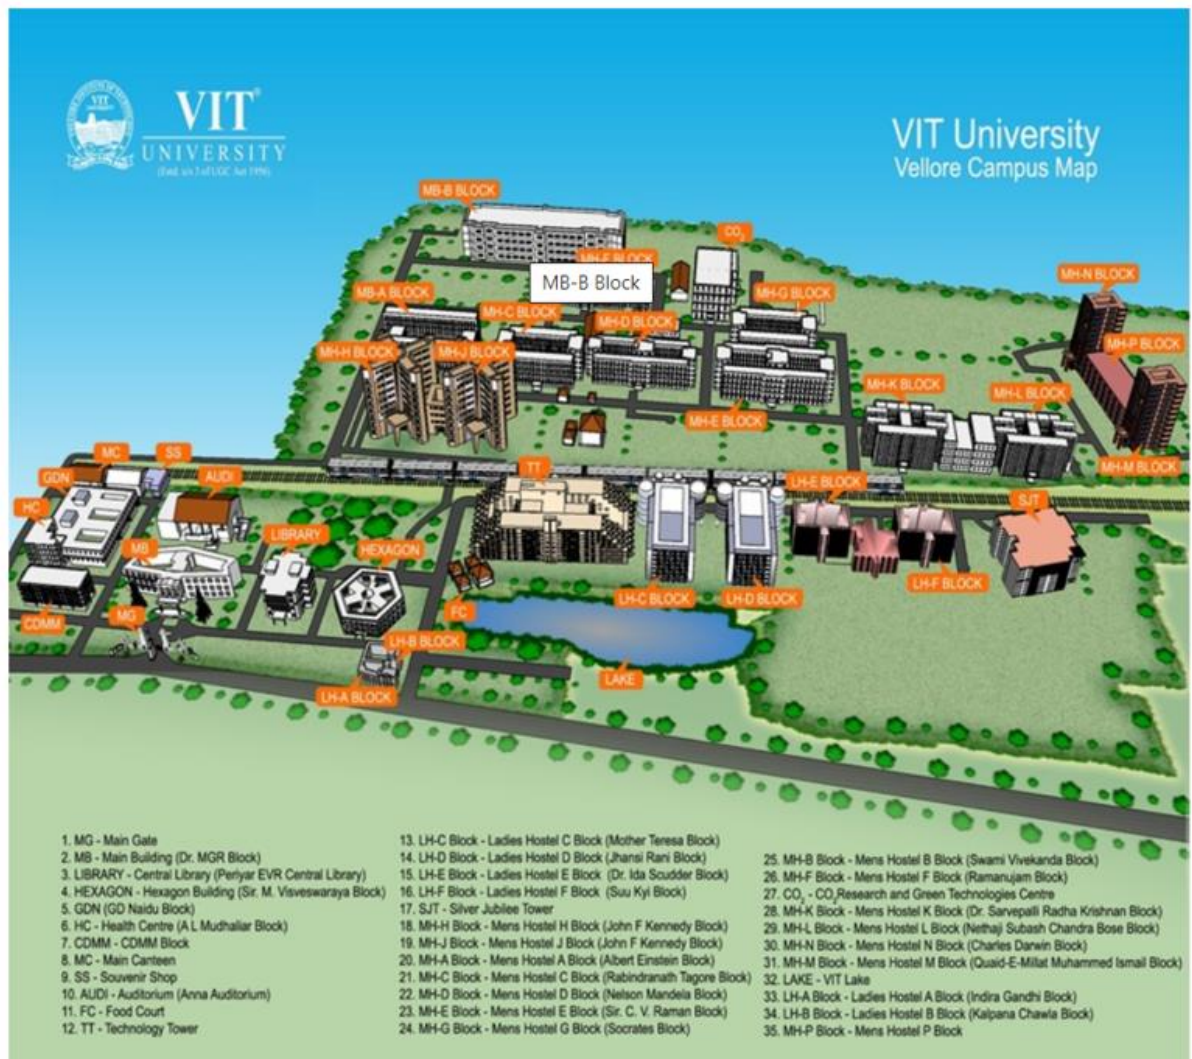 VIT®
UNIVERSITY
(Estd. u/s 3 of UGC Act 1956)
VIT University
Vellore Campus Map
MB-B BLOCK
CO₂
MH-F BLOCK
MB-B Block
MH-N BLOCK
MB-A BLOCK
MH-G BLOCK
MH-C BLOCK
MH-D BLOCK
MH-H BLOCK
MH-J BLOCK
MH-P BLOCK
MH-K BLOCK
MH-L BLOCK
MH-E BLOCK
MH-M BLOCK
MC
SS
GDN
AUDI
TT
LH-E BLOCK
SJT
HC
LIBRARY
MB
HEXAGON
LH-F BLOCK
LH-C BLOCK
LH-D BLOCK
FC
CDMM
MG
LH-B BLOCK
LAKE
LH-A BLOCK
1. MG - Main Gate
2. MB - Main Building (Dr. MGR Block)
3. LIBRARY - Central Library (Periyar EVR Central Library)
4. HEXAGON - Hexagon Building (Sir. M. Visveswaraya Block)
5. GDN (GD Naidu Block)
6. HC - Health Centre (A L Mudhaliar Block)
7. CDMM - CDMM Block
8. MC - Main Canteen
9. SS - Souvenir Shop
10. AUDI - Auditorium (Anna Auditorium)
11. FC - Food Court
12. TT - Technology Tower
13. LH-C Block - Ladies Hostel C Block (Mother Teresa Block)
14. LH-D Block - Ladies Hostel D Block (Jhansi Rani Block)
15. LH-E Block - Ladies Hostel E Block (Dr. Ida Scudder Block)
16. LH-F Block - Ladies Hostel F Block (Suu Kyi Block)
17. SJT - Silver Jubilee Tower
18. MH-H Block - Mens Hostel H Block (John F Kennedy Block)
19. MH-J Block - Mens Hostel J Block (John F Kennedy Block)
20. MH-A Block - Mens Hostel A Block (Albert Einstein Block)
21. MH-C Block - Mens Hostel C Block (Rabindranath Tagore Block)
22. MH-D Block - Mens Hostel D Block (Nelson Mandela Block)
23. MH-E Block - Mens Hostel E Block (Sir. C. V. Raman Block)
24. MH-G Block - Mens Hostel G Block (Socrates Block)
25. MH-B Block - Mens Hostel B Block (Swami Vivekanda Block)
26. MH-F Block - Mens Hostel F Block (Ramanujam Block)
27. CO₂ - CO₂Research and Green Technologies Centre
28. MH-K Block - Mens Hostel K Block (Dr. Sarvepalli Radha Krishnan Block)
29. MH-L Block - Mens Hostel L Block (Nethaji Subash Chandra Bose Block)
30. MH-N Block - Mens Hostel N Block (Charles Darwin Block)
31. MH-M Block - Mens Hostel M Block (Quaid-E-Millat Muhammed Ismail Block)
32. LAKE - VIT Lake
33. LH-A Block - Ladies Hostel A Block (Indira Gandhi Block)
34. LH-B Block - Ladies Hostel B Block (Kalpana Chawla Block)
35. MH-P Block - Mens Hostel P Block